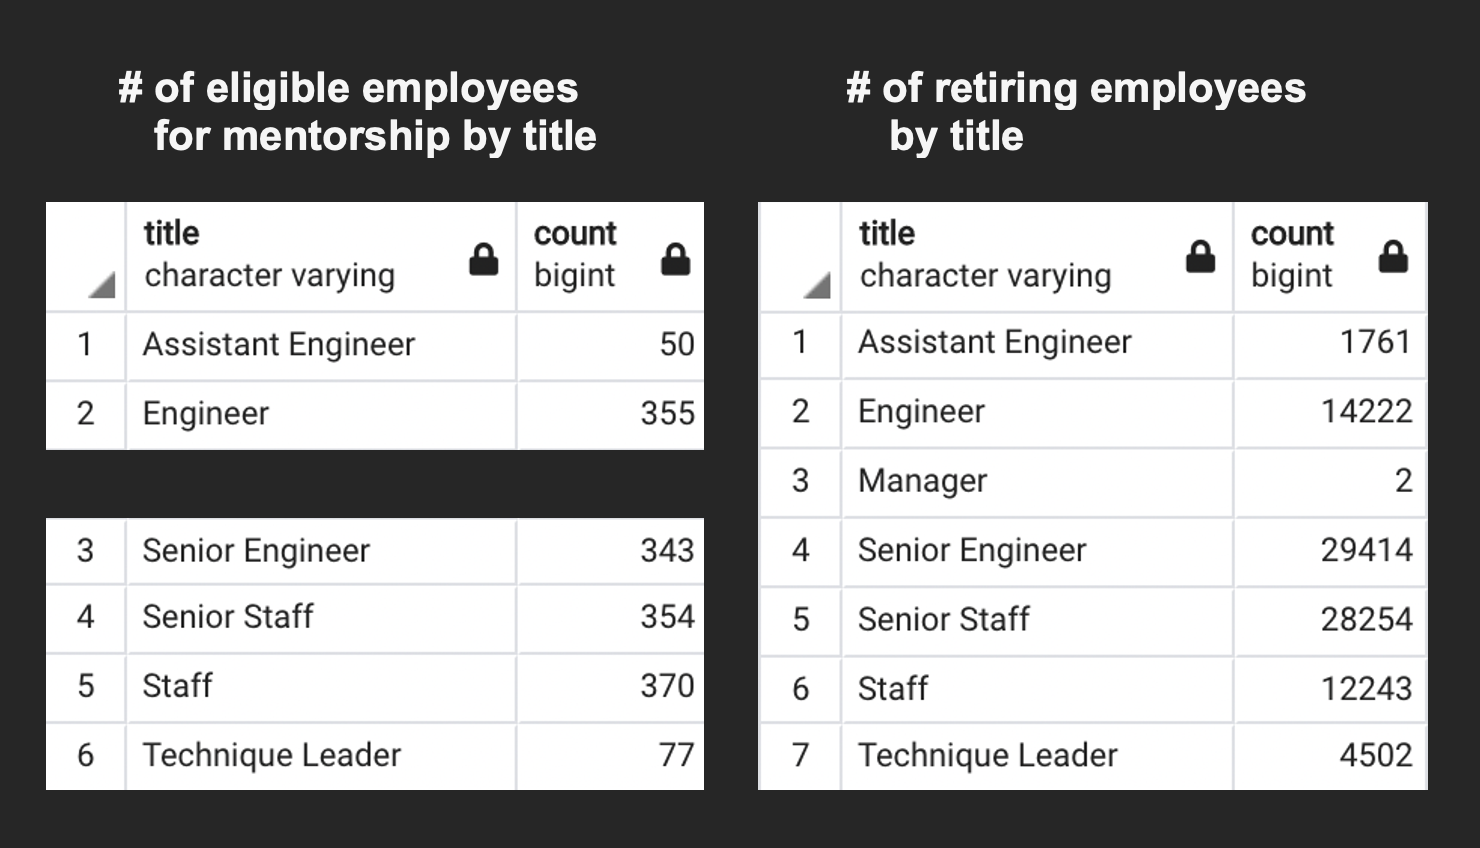 # of eligible employees
for mentorship by title
title count
character varying bigint
1 Assistant Engineer 50
2 Engineer 355
3 Senior Engineer 343
4 Senior Staff 354
5 Staff 370
6 Technique Leader 77
# of retiring employees
by title
title count
character varying bigint
1 Assistant Engineer 1761
2 Engineer 14222
3 Manager 2
4 Senior Engineer 29414
5 Senior Staff 28254
6 Staff 12243
7 Technique Leader 4502